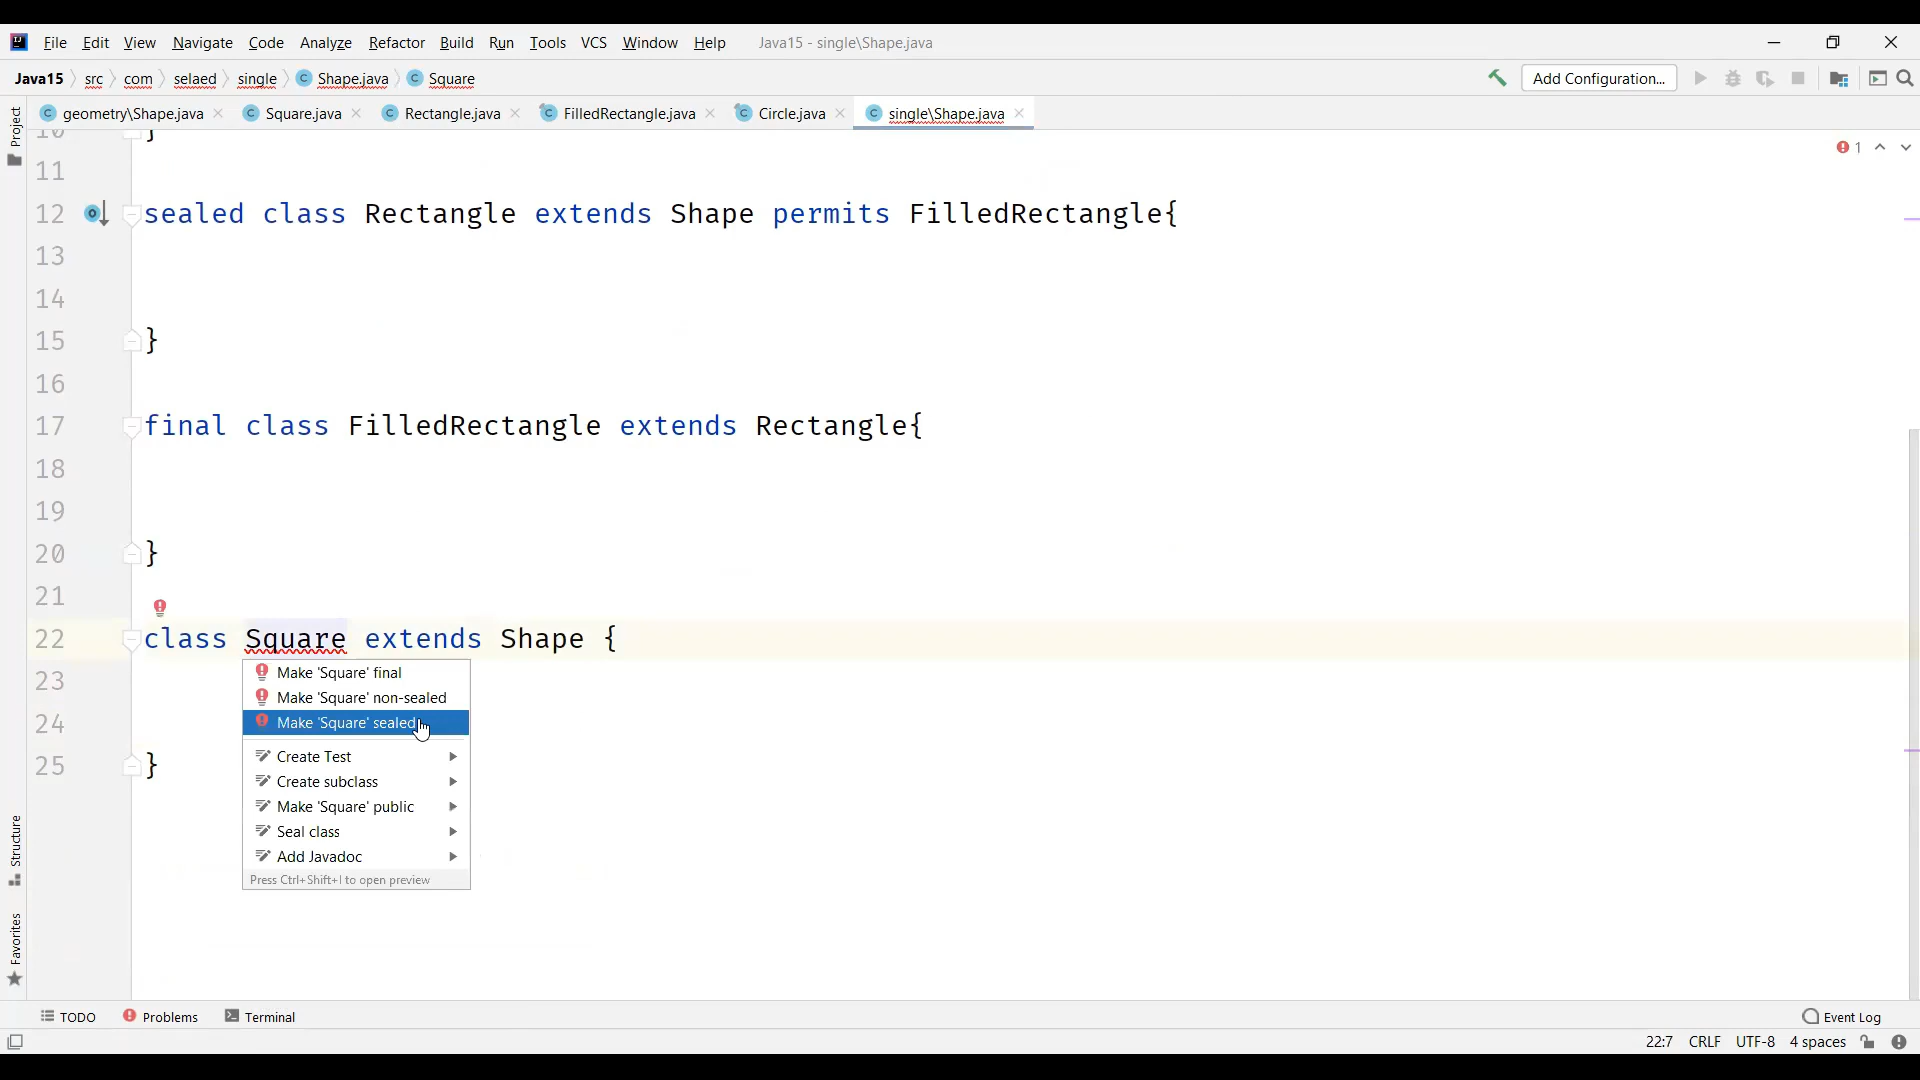 File Edit View Navigate Code Analyze Refactor Build Run Tools VCS Window Help Java15 - single\Shape.java
Java15 src com selaed single Shape.java Square Add Configuration...
geometry\Shape.java Square.java Rectangle.java FilledRectangle.java Circle.java single\Shape.java
Project
10 }
1
11
12 sealed class Rectangle extends Shape permits FilledRectangle{
13
14
15 }
16
17 final class FilledRectangle extends Rectangle{
18
19
20 }
21
22 class Square extends Shape {
23
24
25 }
Make 'Square' final
Make 'Square' non-sealed
Make 'Square' sealed
Create Test
Create subclass
Make 'Square' public
Seal class
Add Javadoc
Press Ctrl+Shift+I to open preview
Structure
Favorites
TODO Problems Terminal Event Log
22:7 CRLF UTF-8 4 spaces